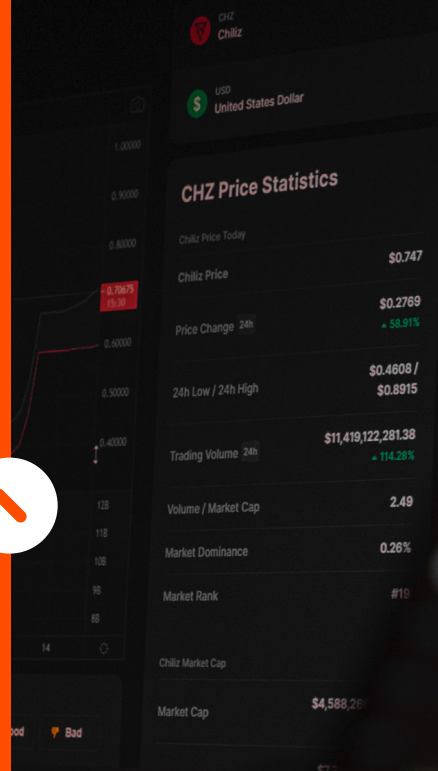 CHZ
Chiliz
$
USD
United States Dollar
1.00000
0.90000
0.80000
0.70675
15:30
0.60000
0.50000
0.40000
12B
11B
10B
9B
8B
14
Bad
CHZ Price Statistics
Chiliz Price Today
Chiliz Price $0.747
Price Change 24h $0.2769
58.91%
24h Low / 24h High $0.4608 /
$0.8915
Trading Volume 24h $11,419,122,281.38
114.28%
Volume / Market Cap 2.49
Market Dominance 0.26%
Market Rank #19
Chiliz Market Cap
Market Cap